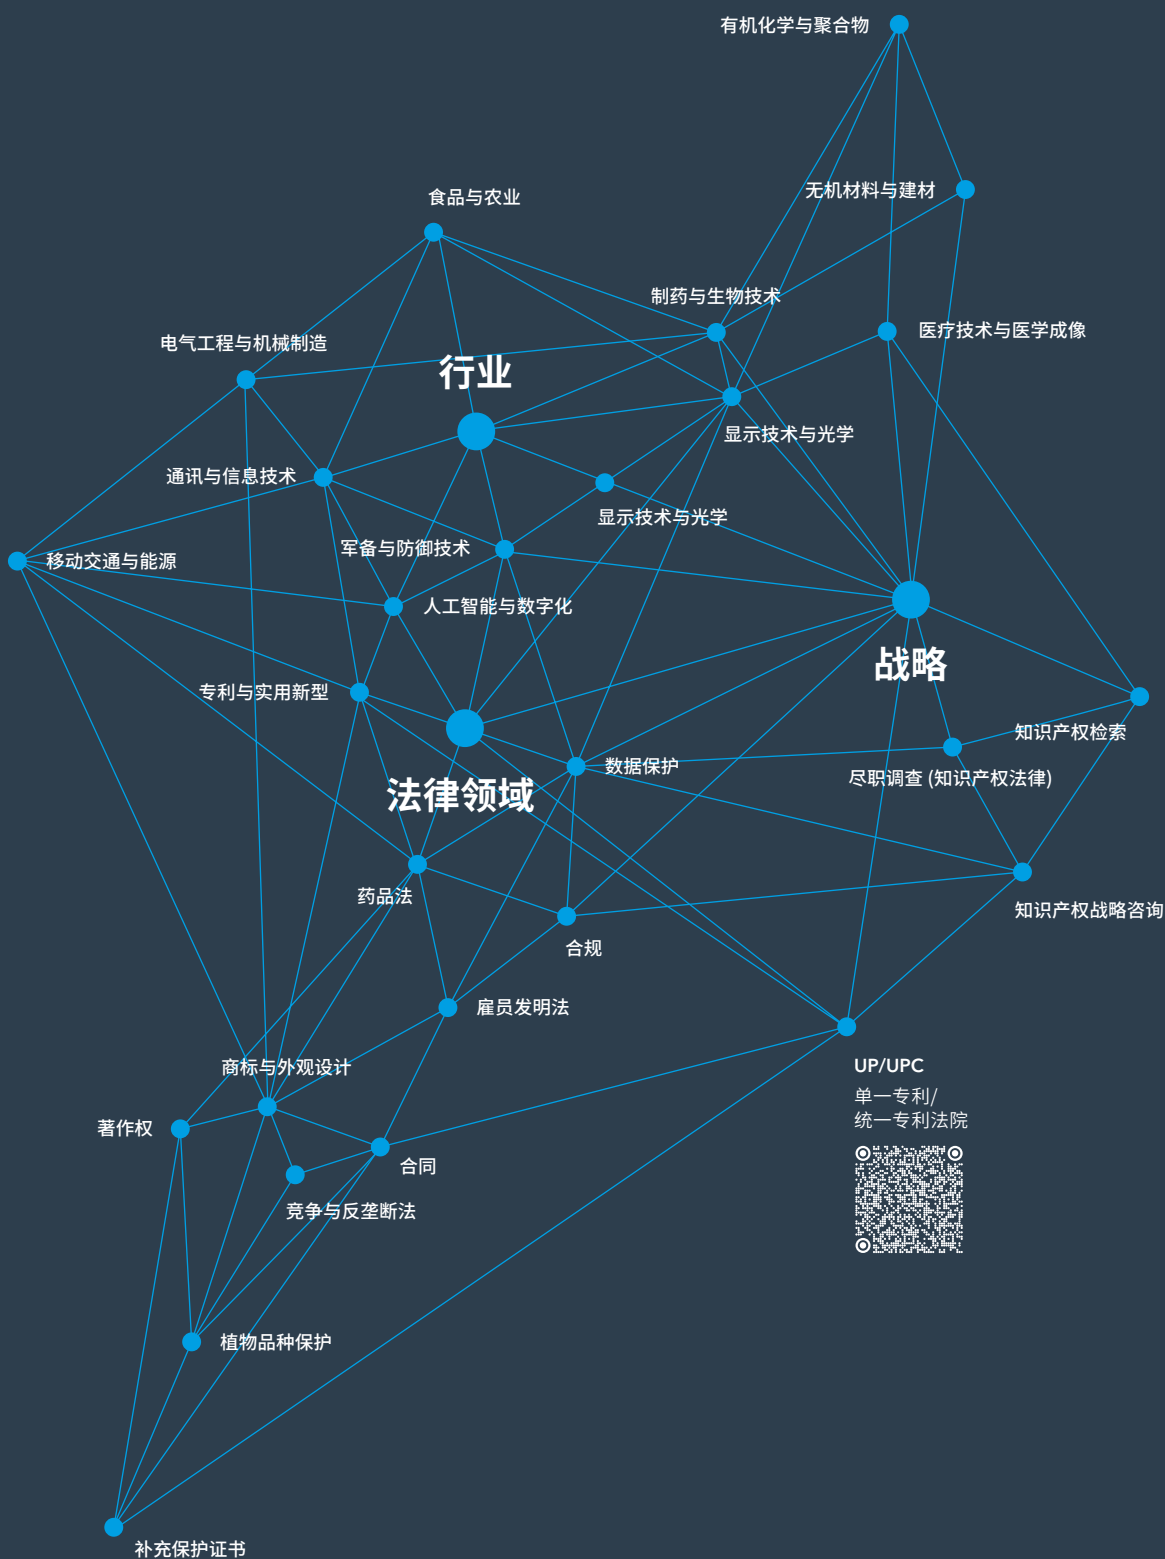 有机化学与聚合物
无机材料与建材
食品与农业
制药与生物技术
医疗技术与医学成像
电气工程与机械制造
行业
显示技术与光学
通讯与信息技术
显示技术与光学
军备与防御技术
移动交通与能源
人工智能与数字化
战略
专利与实用新型
知识产权检索
数据保护
尽职调查 (知识产权法律)
法律领域
药品法
知识产权战略咨询
合规
雇员发明法
商标与外观设计
UP/UPC
单一专利/
统一专利法院
著作权
合同
竞争与反垄断法
植物品种保护
补充保护证书